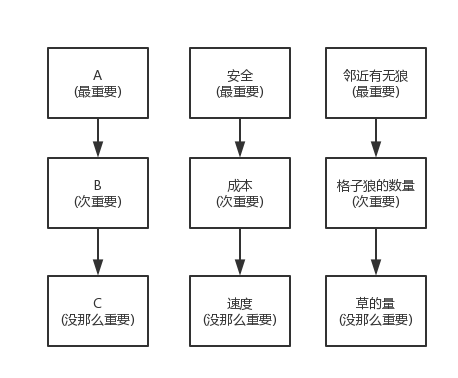 A
(最重要)
B
(次重要)
C
(没那么重要)
安全
(最重要)
成本
(次重要)
速度
(没那么重要)
邻近有无狼
(最重要)
格子狼的数量
(次重要)
草的量
(没那么重要)